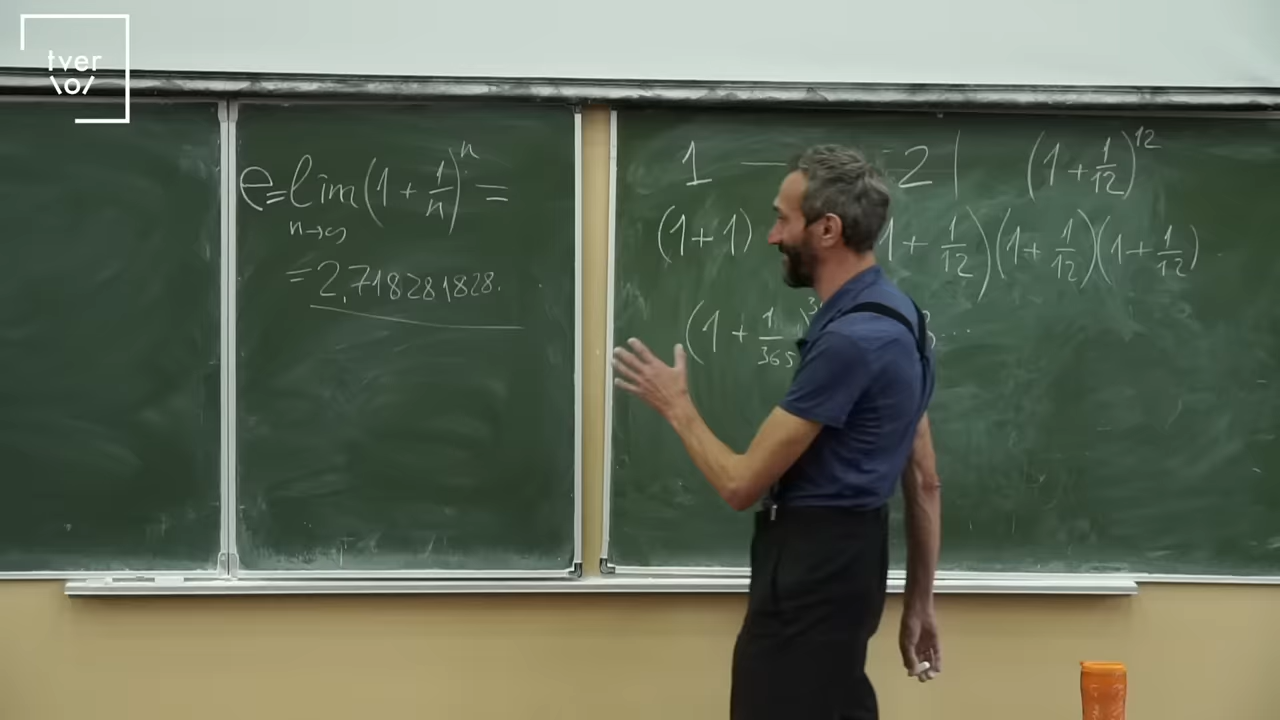 tver
\o/
e = lim (1 + 1/n)^n =
n→∞
= 2,718281828.
1 — 2 | (1 + 1/12)^12
(1+1) 1 + 1/12)(1 + 1/12)(1 + 1/12)
(1 + 1/365)^3